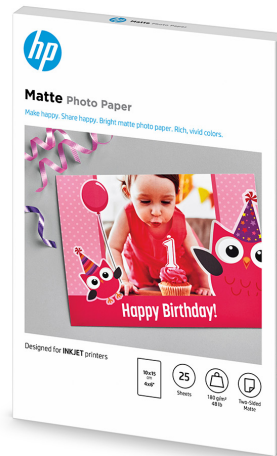 hp
Matte Photo Paper
Make happy. Share happy. Bright matte photo paper. Rich, vivid colors.
1
Happy Birthday!
Designed for INKJET printers
10x15
cm
4x6"
25
Sheets
180 g/m²
48 lb
Two-Sided
Matte